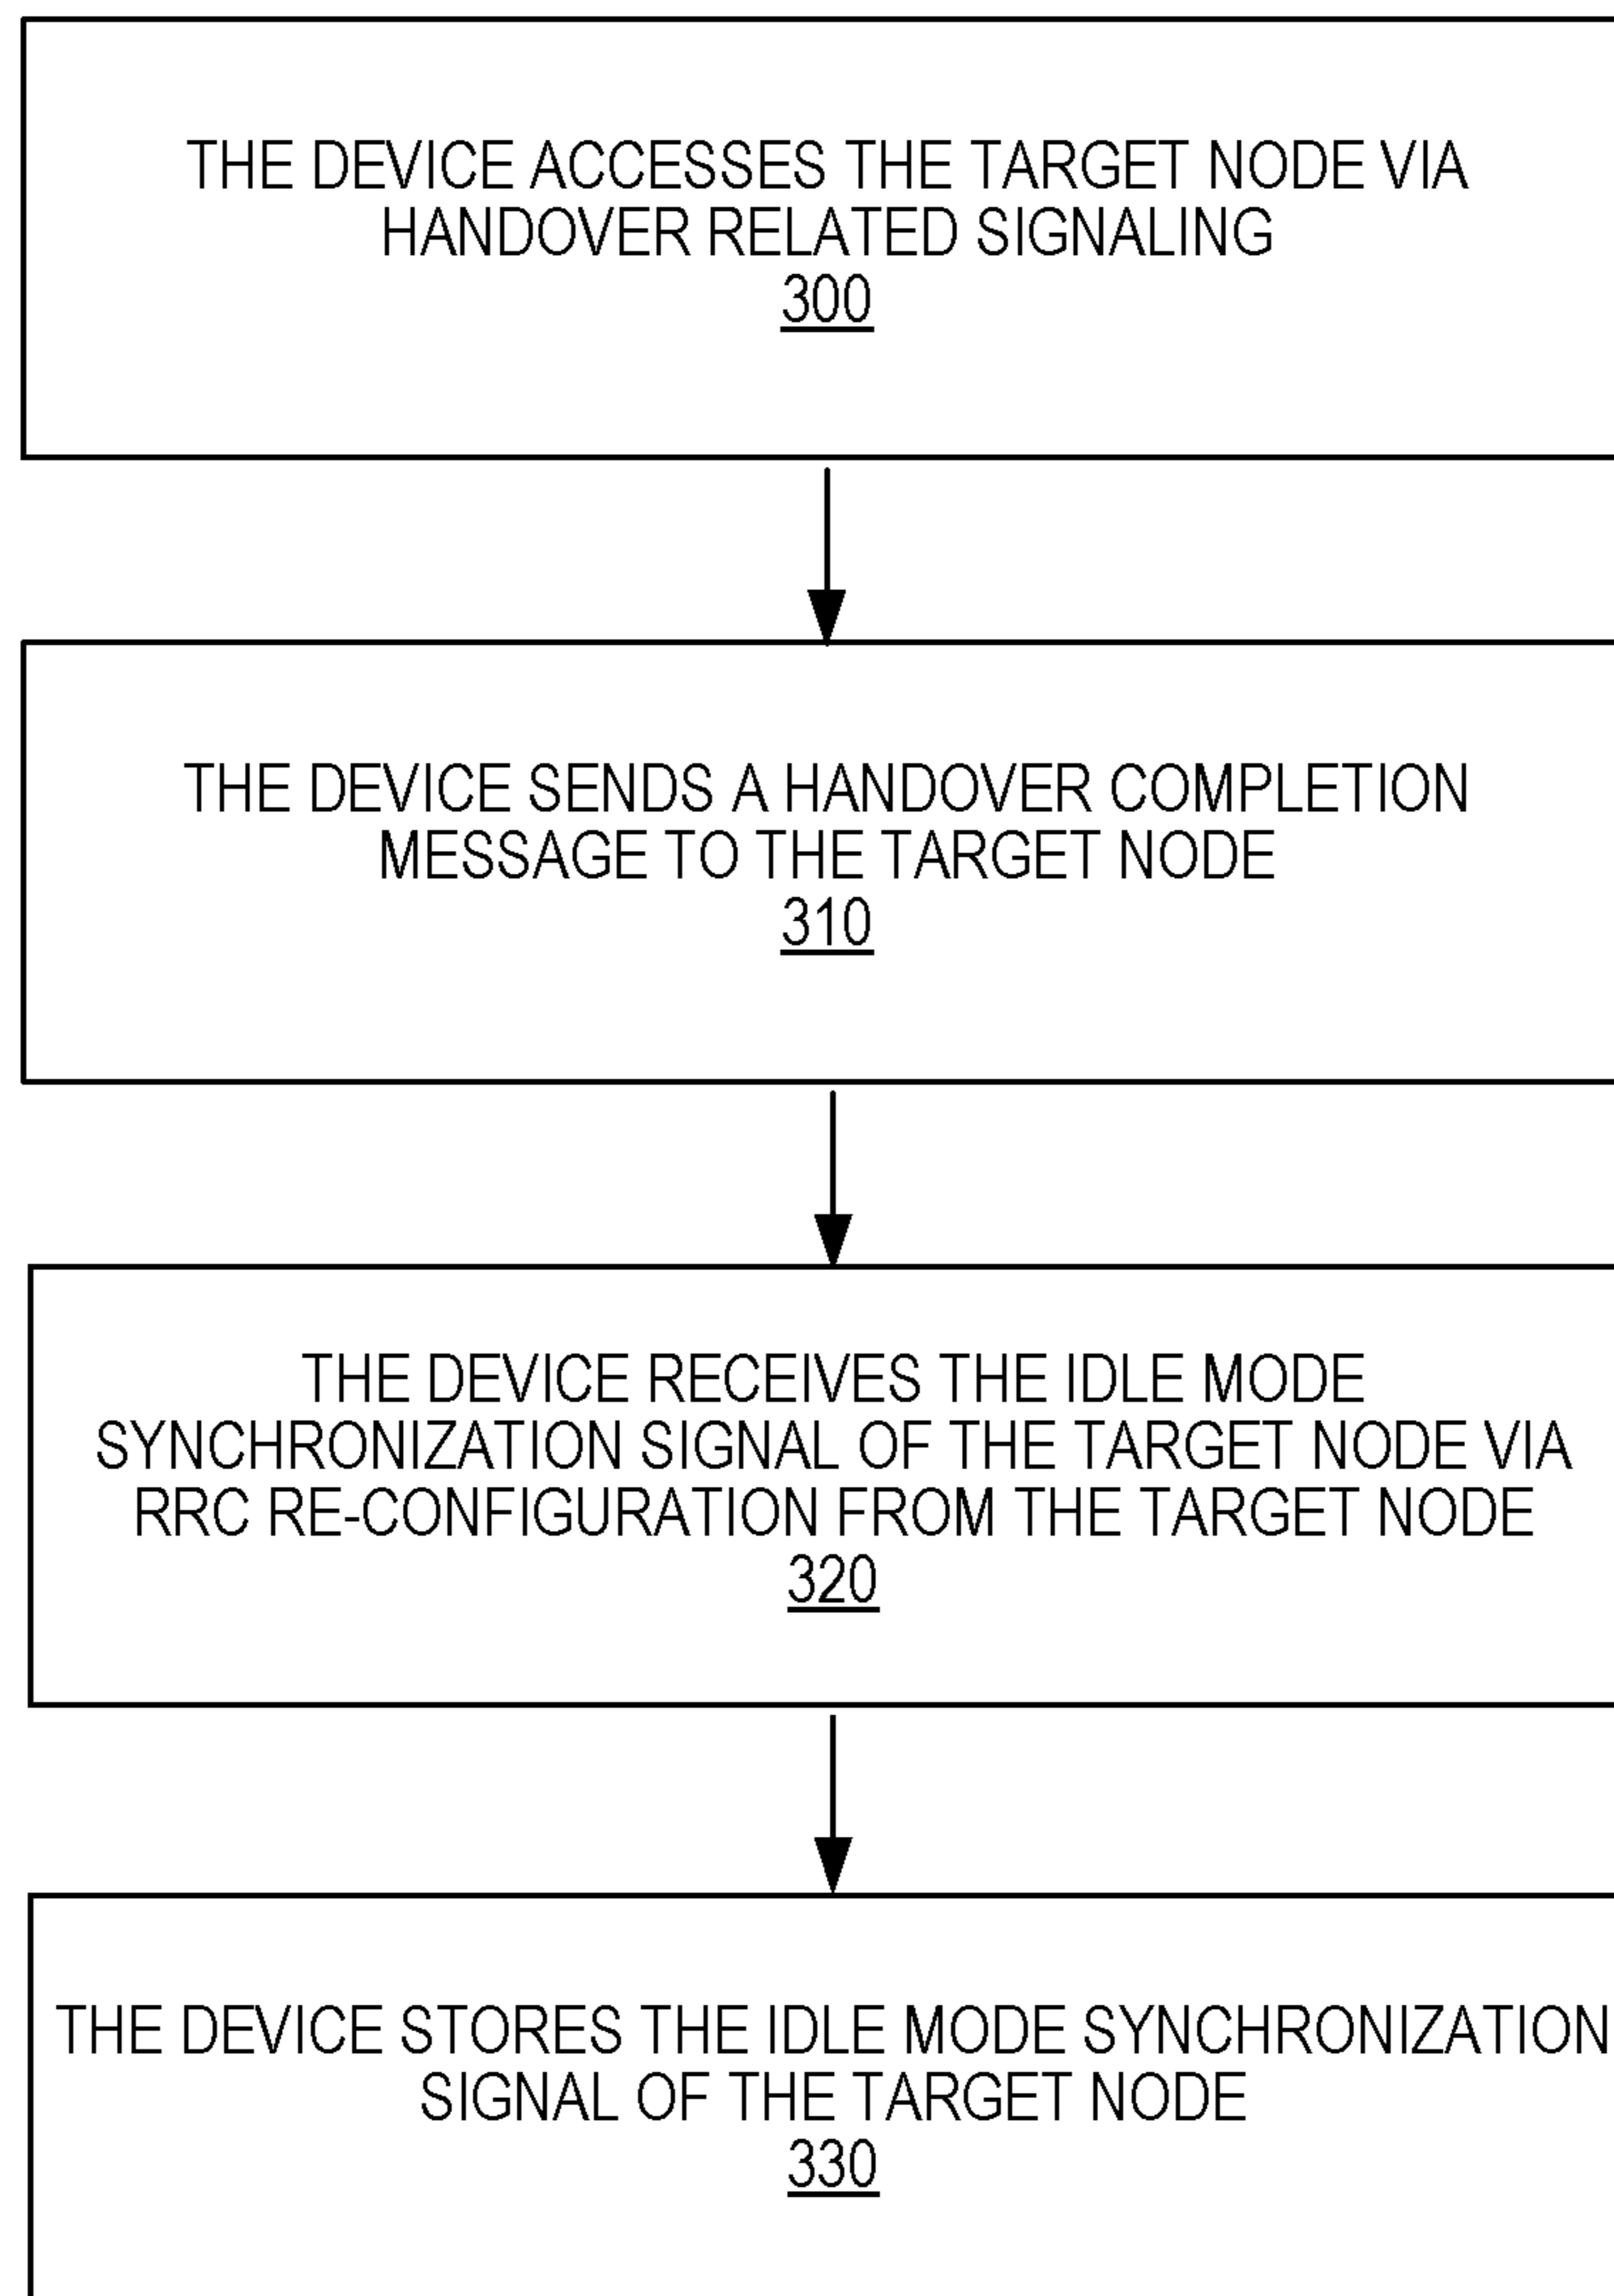 THE DEVICE ACCESSES THE TARGET NODE VIA
HANDOVER RELATED SIGNALING
300
THE DEVICE SENDS A HANDOVER COMPLETION
MESSAGE TO THE TARGET NODE
310
THE DEVICE RECEIVES THE IDLE MODE
SYNCHRONIZATION SIGNAL OF THE TARGET NODE VIA
RRC RE-CONFIGURATION FROM THE TARGET NODE
320
THE DEVICE STORES THE IDLE MODE SYNCHRONIZATION
SIGNAL OF THE TARGET NODE
330